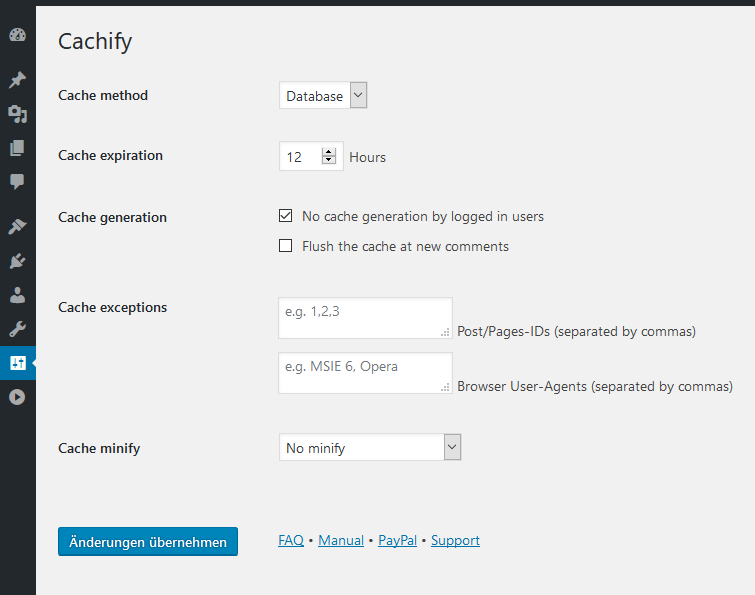 Cachify
Cache method
Database
Cache expiration
12
Hours
Cache generation
No cache generation by logged in users
Flush the cache at new comments
Cache exceptions
e.g. 1,2,3
Post/Pages-IDs (separated by commas)
e.g. MSIE 6, Opera
Browser User-Agents (separated by commas)
Cache minify
No minify
Änderungen übernehmen
FAQ • Manual • PayPal • Support